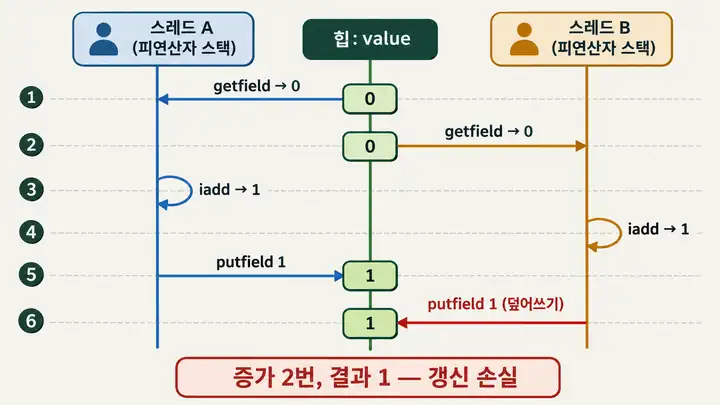 스레드 A
(피연산자 스택)
힙: value
스레드 B
(피연산자 스택)
1
getfield → 0
0
2
0
getfield → 0
3
iadd → 1
4
iadd → 1
5
putfield 1
1
6
1
putfield 1 (덮어쓰기)
증가 2번, 결과 1 — 갱신 손실